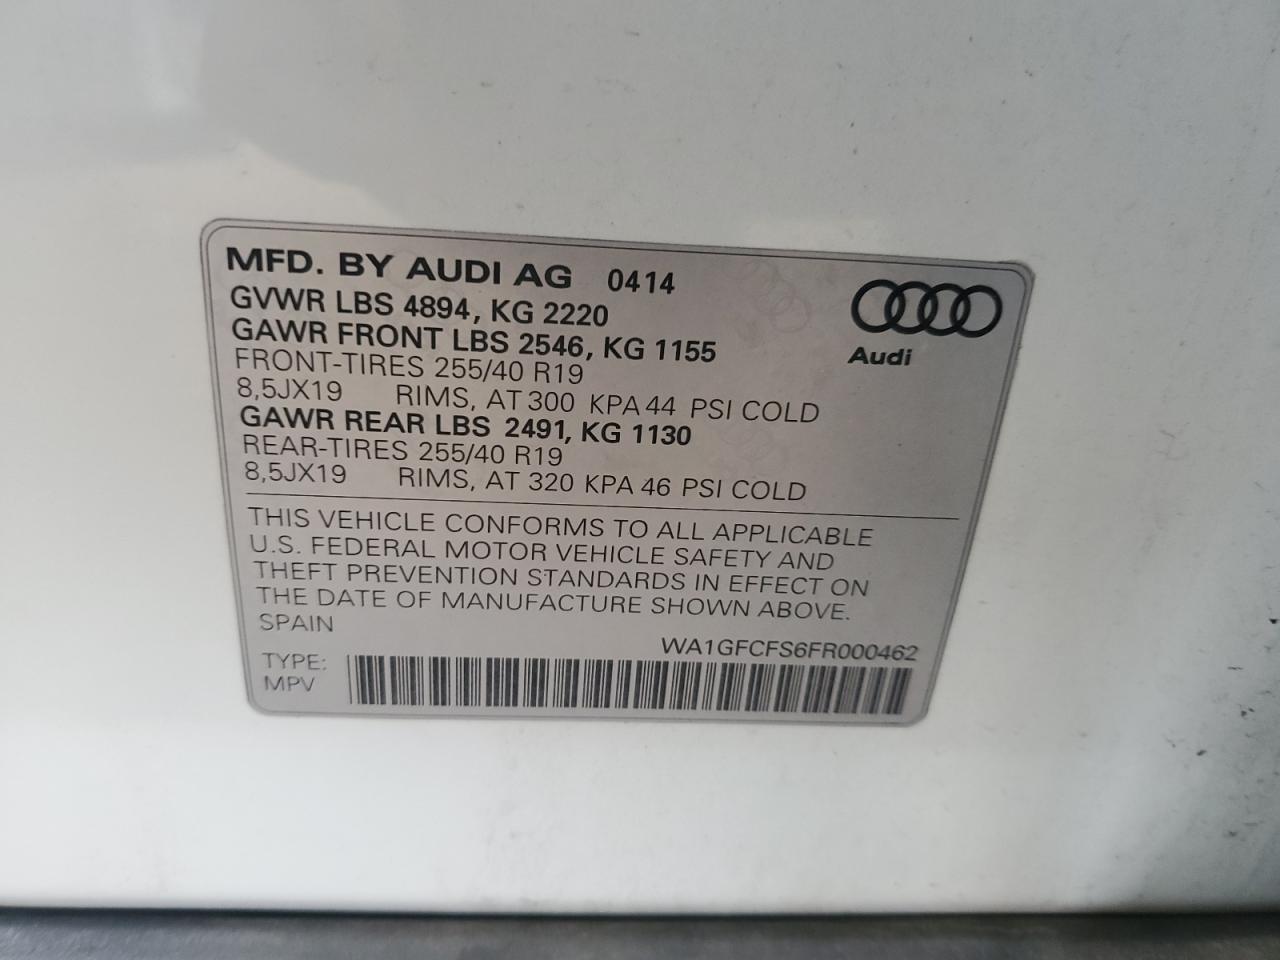 MFD. BY AUDI AG 0414
GVWR LBS 4894, KG 2220
GAWR FRONT LBS 2546, KG 1155
FRONT-TIRES 255/40 R19
8,5JX19 RIMS, AT 300 KPA 44 PSI COLD
GAWR REAR LBS 2491, KG 1130
REAR-TIRES 255/40 R19
8,5JX19 RIMS, AT 320 KPA 46 PSI COLD
Audi
THIS VEHICLE CONFORMS TO ALL APPLICABLE
U.S. FEDERAL MOTOR VEHICLE SAFETY AND
THEFT PREVENTION STANDARDS IN EFFECT ON
THE DATE OF MANUFACTURE SHOWN ABOVE.
SPAIN
WA1GFCFS6FR000462
TYPE:
MPV